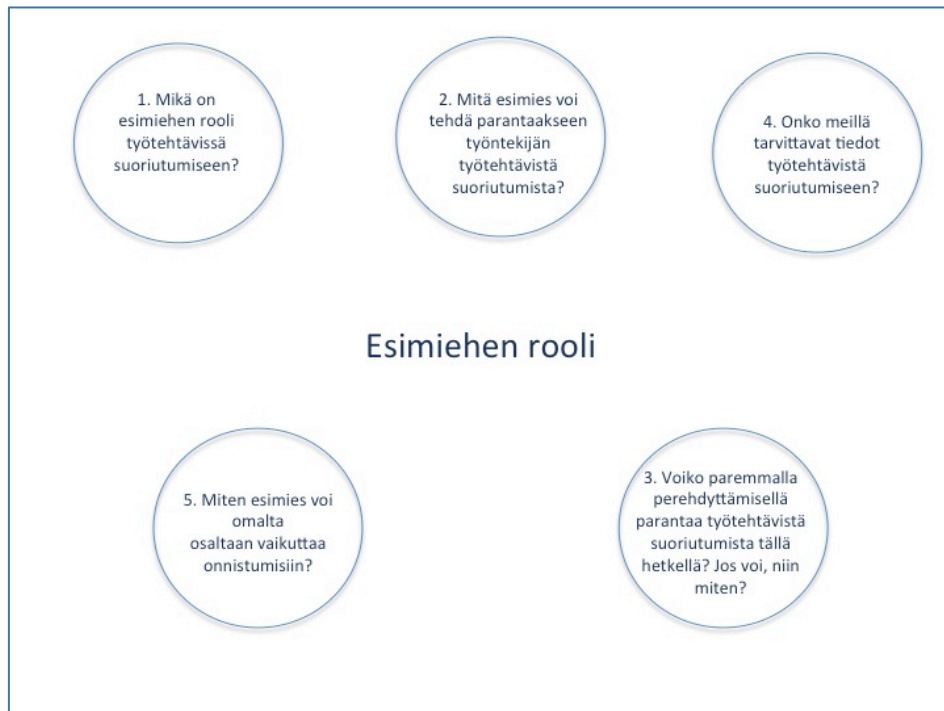 1. Mikä on
esimiehen rooli
työtehtävissä
suoriutumiseen?
2. Mitä esimies voi
tehdä parantaakseen
työntekijän
työtehtävistä
suoriutumista?
4. Onko meillä
tarvittavat tiedot
työtehtävistä
suoriutumiseen?
Esimiehen rooli
5. Miten esimies voi
omalta
osaltaan vaikuttaa
onnistumisiin?
3. Voiko paremmalla
perehdyttämisellä
parantaa työtehtävistä
suoriutumista tällä
hetkellä? Jos voi, niin
miten?